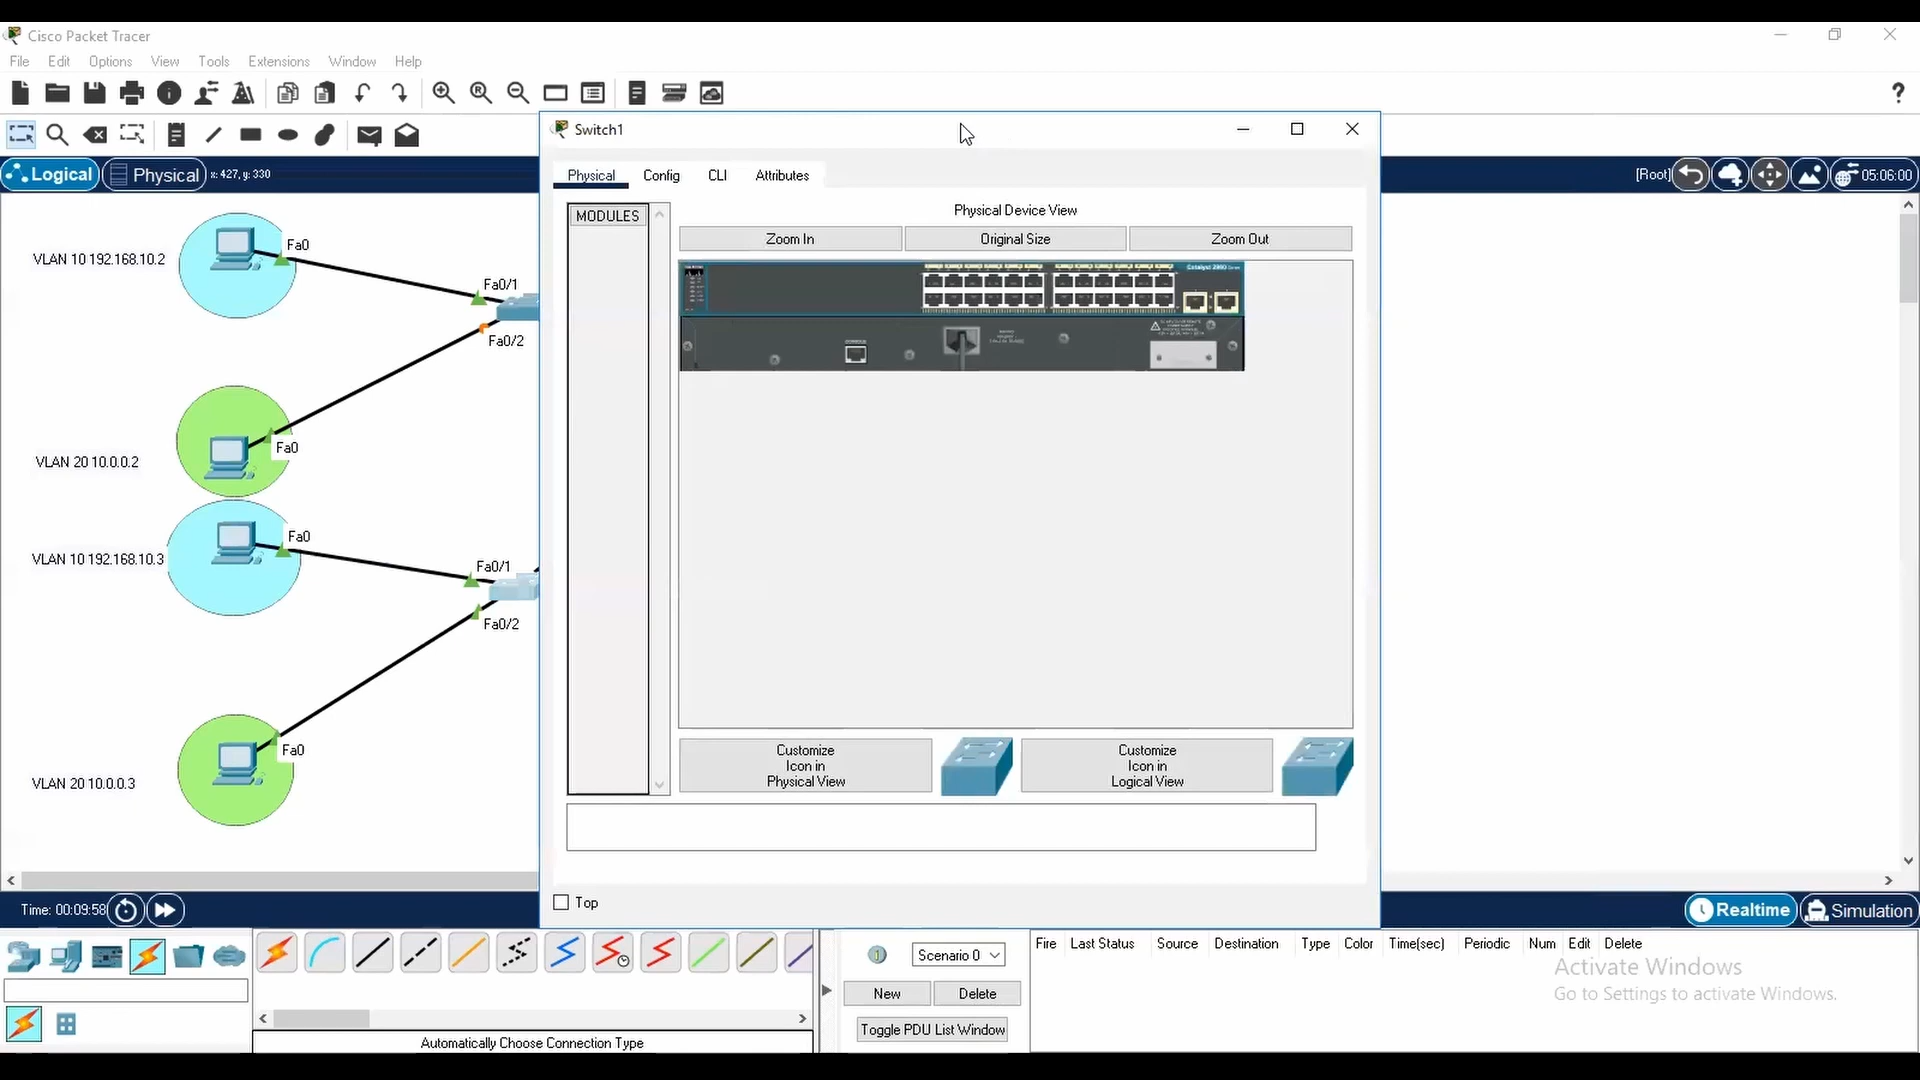 Cisco Packet Tracer
File Edit Options View Tools Extensions Window Help
Switch1
Logical Physical x: 427, y: 330
[Root] 05:06:00
Physical Config CLI Attributes
MODULES
Physical Device View
Zoom In Original Size Zoom Out
VLAN 10 192.168.10.2
Fa0
Fa0/1
Fa0/2
VLAN 20 10.0.0.2
Fa0
VLAN 10 192.168.10.3
Fa0
Fa0/1
Fa0/2
VLAN 20 10.0.0.3
Fa0
Customize
Icon in
Physical View
Customize
Icon in
Logical View
Top
Time: 00:09:58
Realtime Simulation
Scenario 0
New Delete
Toggle PDU List Window
Fire Last Status Source Destination Type Color Time(sec) Periodic Num Edit Delete
Activate Windows
Go to Settings to activate Windows.
Automatically Choose Connection Type